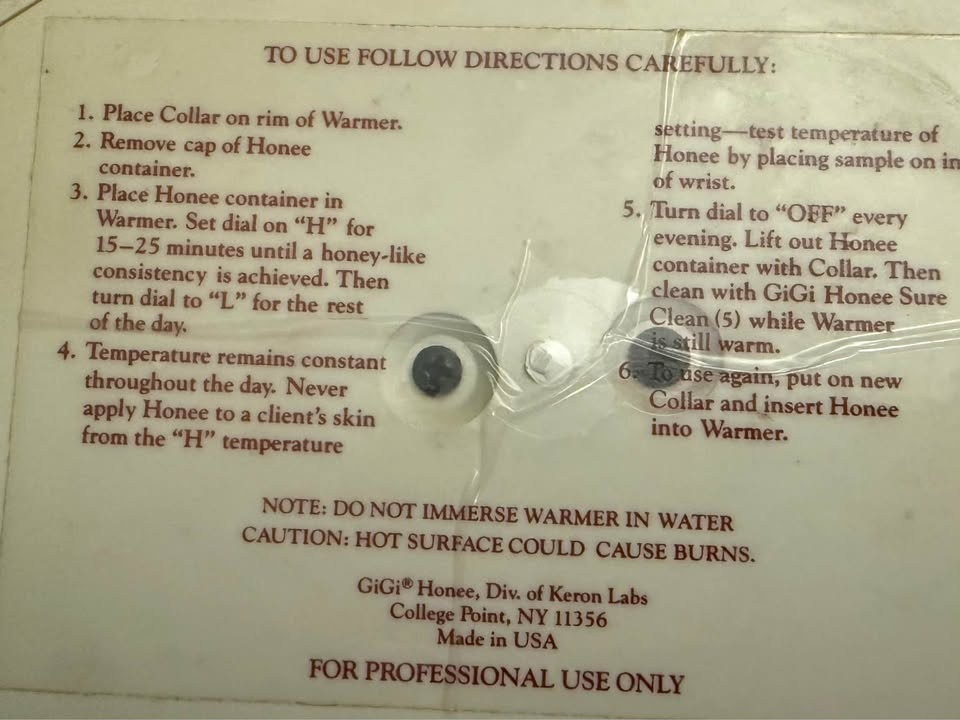 TO USE FOLLOW DIRECTIONS CAREFULLY:
1. Place Collar on rim of Warmer.
2. Remove cap of Honee
container.
3. Place Honee container in
Warmer. Set dial on “H” for
15–25 minutes until a honey-like
consistency is achieved. Then
turn dial to “L” for the rest
of the day.
4. Temperature remains constant
throughout the day. Never
apply Honee to a client's skin
from the “H” temperature
setting—test temperature of
Honee by placing sample on in
of wrist.
5. Turn dial to “OFF” every
evening. Lift out Honee
container with Collar. Then
clean with GiGi Honee Sure
Clean (5) while Warmer
is still warm.
6. To use again, put on new
Collar and insert Honee
into Warmer.
NOTE: DO NOT IMMERSE WARMER IN WATER
CAUTION: HOT SURFACE COULD CAUSE BURNS.
GiGi® Honee, Div. of Keron Labs
College Point, NY 11356
Made in USA
FOR PROFESSIONAL USE ONLY